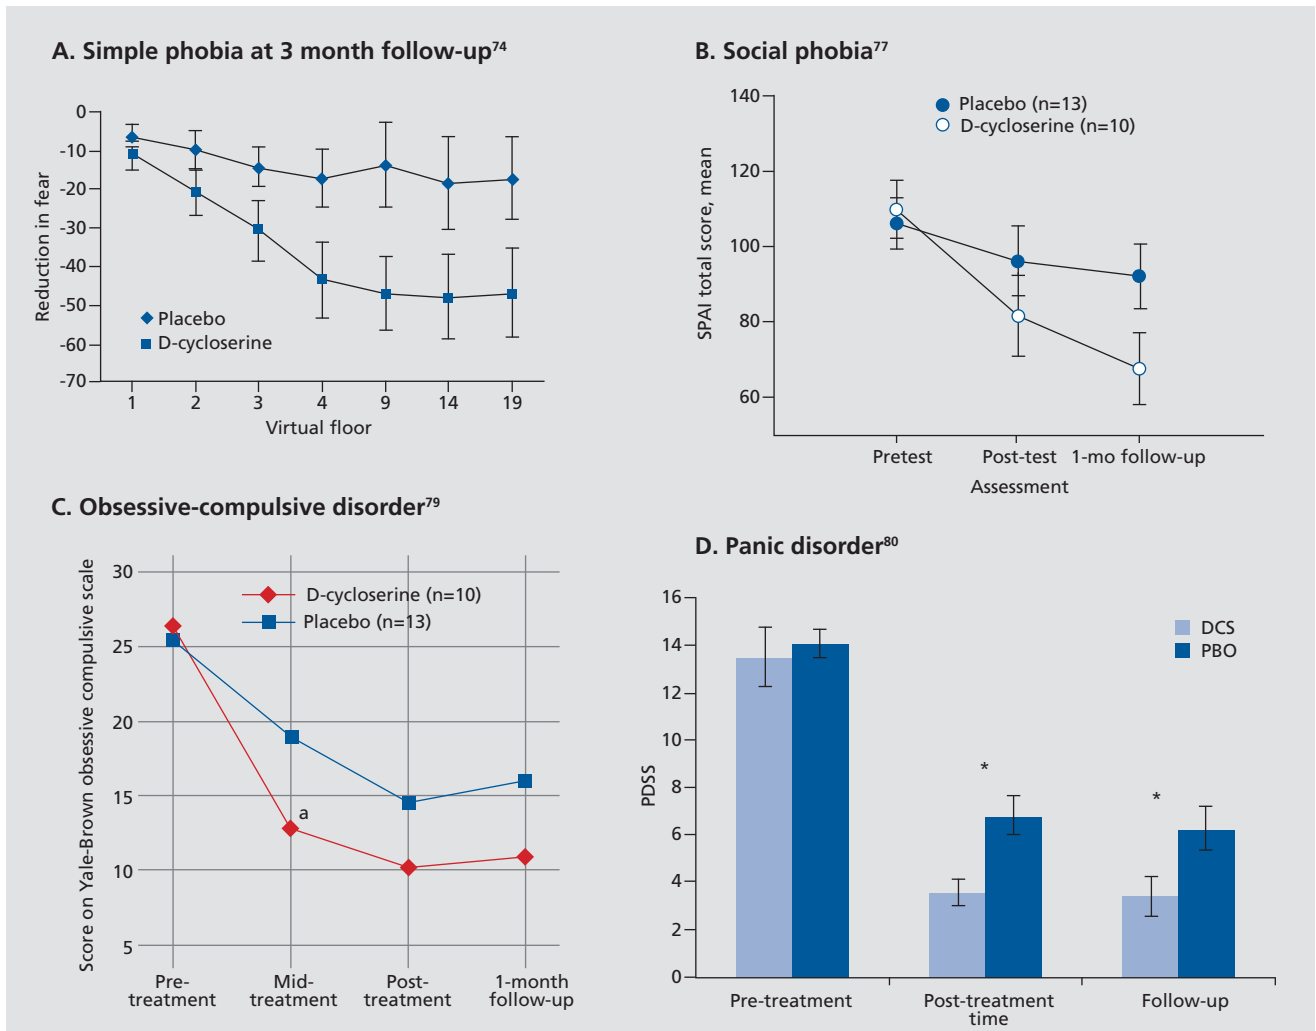 A. Simple phobia at 3 month follow-up74
0
-10
-20
-30
-40
-50
-60
-70
Reduction in fear
Placebo
D-cycloserine
1 2 3 4 9 14 19
Virtual floor
B. Social phobia77
140
120
100
80
60
SPAI total score, mean
Placebo (n=13)
D-cycloserine (n=10)
Pretest Post-test 1-mo follow-up
Assessment
C. Obsessive-compulsive disorder79
30
25
20
15
10
5
Score on Yale-Brown obsessive compulsive scale
D-cycloserine (n=10)
Placebo (n=13)
a
Pre- Mid- Post- 1-month
treatment treatment treatment follow-up
D. Panic disorder80
16
14
12
10
8
6
4
2
0
PDSS
DCS
PBO
*
*
Pre-treatment Post-treatment Follow-up
time